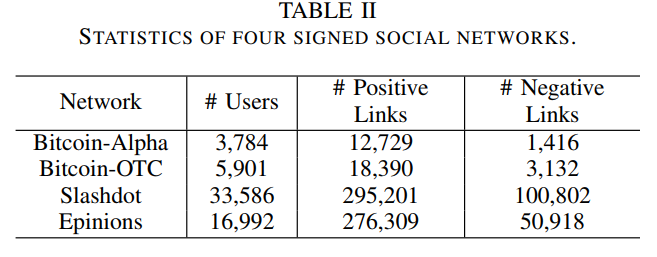 TABLE II
STATISTICS OF FOUR SIGNED SOCIAL NETWORKS.
Network # Users # Positive Links # Negative Links
Bitcoin-Alpha 3,784 12,729 1,416
Bitcoin-OTC 5,901 18,390 3,132
Slashdot 33,586 295,201 100,802
Epinions 16,992 276,309 50,918